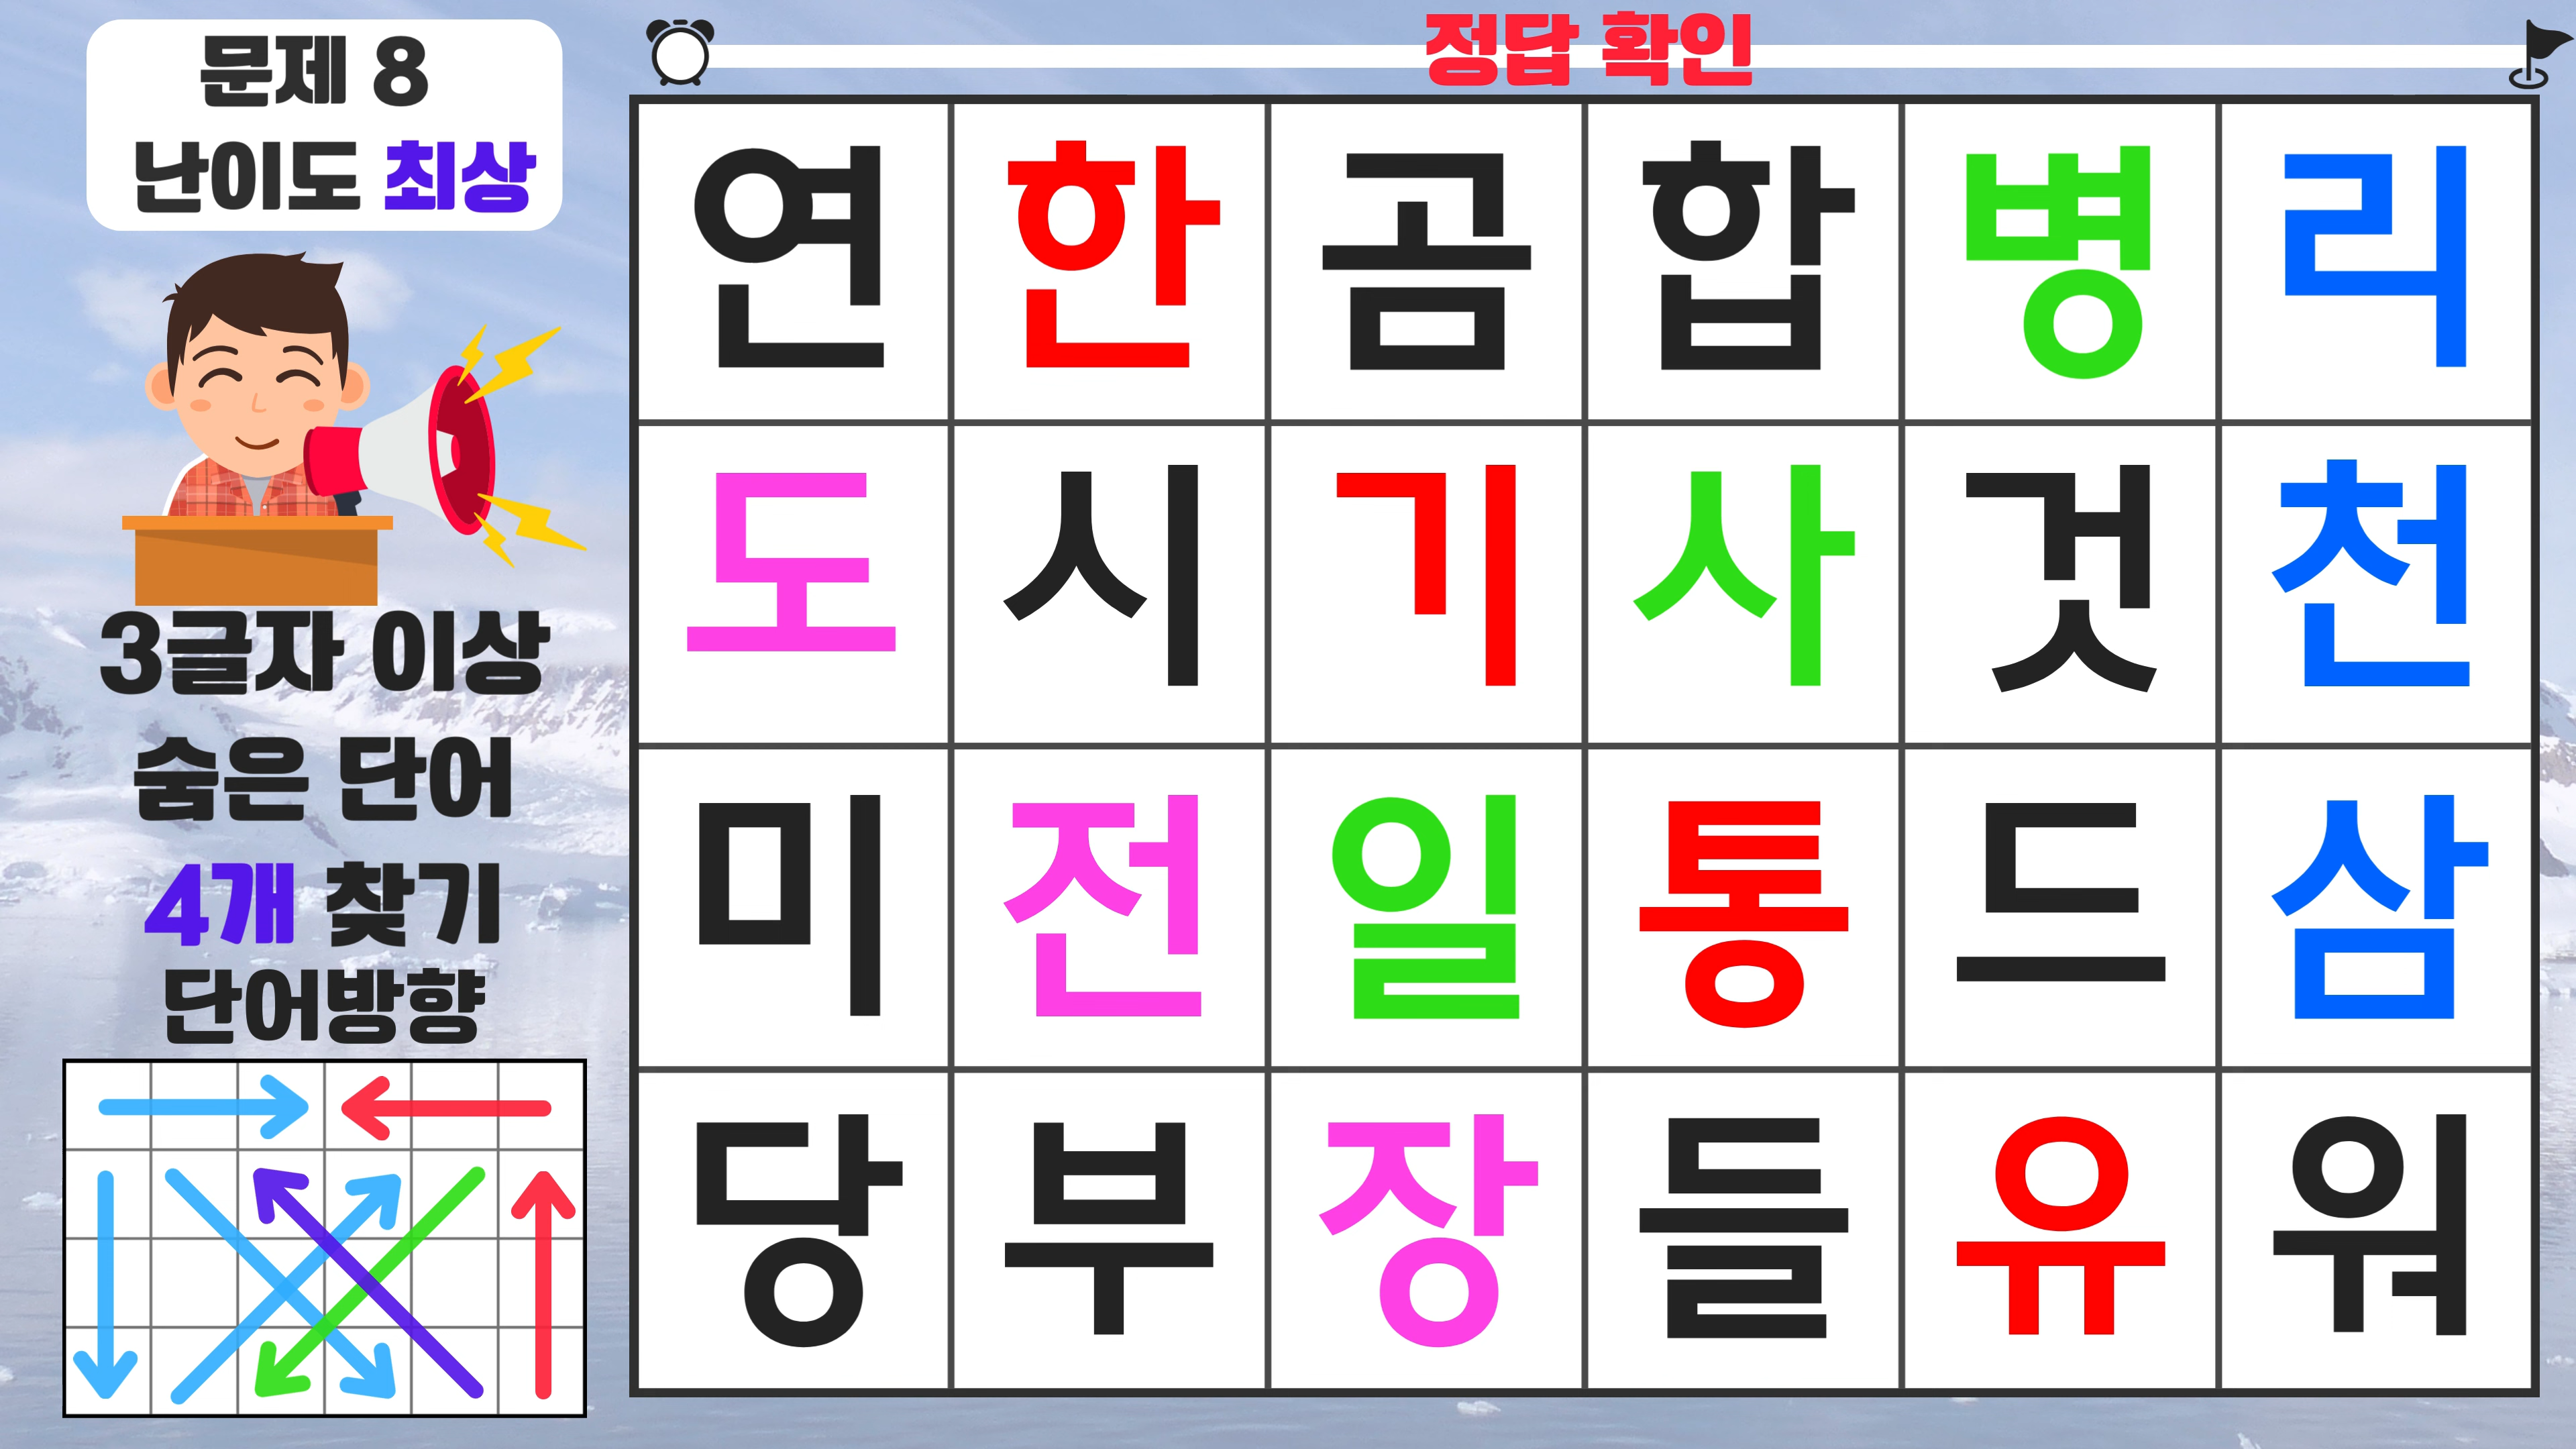 문제 8
난이도 최상
3글자 이상
숨은 단어
4개 찾기
단어방향
정답 확인
연 한 곰 합 병 리
도 시 기 사 것 천
미 전 일 통 드 삼
당 부 장 들 유 워